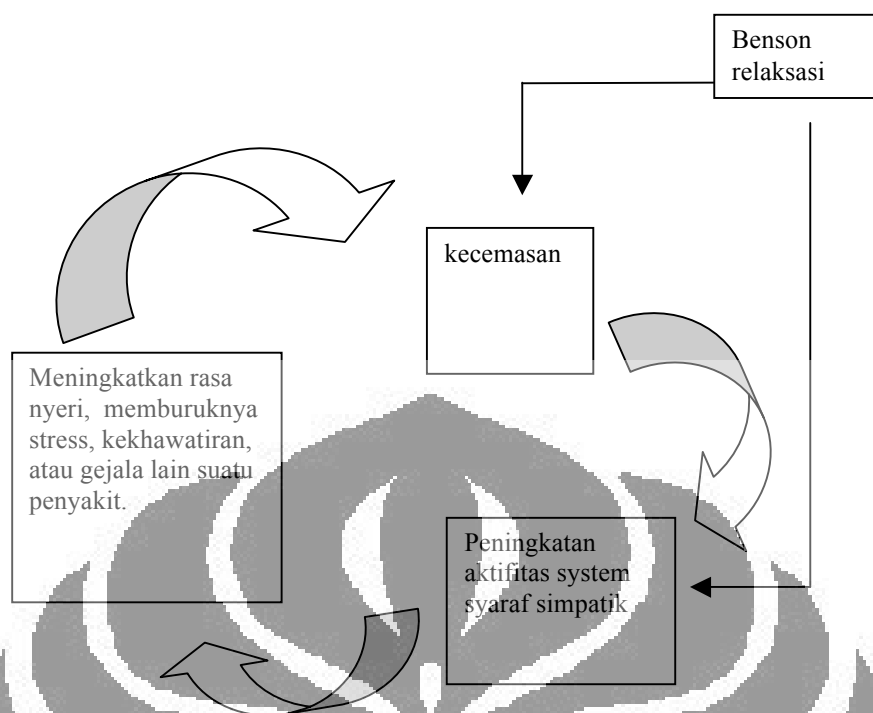 Benson
relaksasi
kecemasan
Meningkatkan rasa
nyeri, memburuknya
stress, kekhawatiran,
atau gejala lain suatu
penyakit.
Peningkatan
aktifitas system
syaraf simpatik